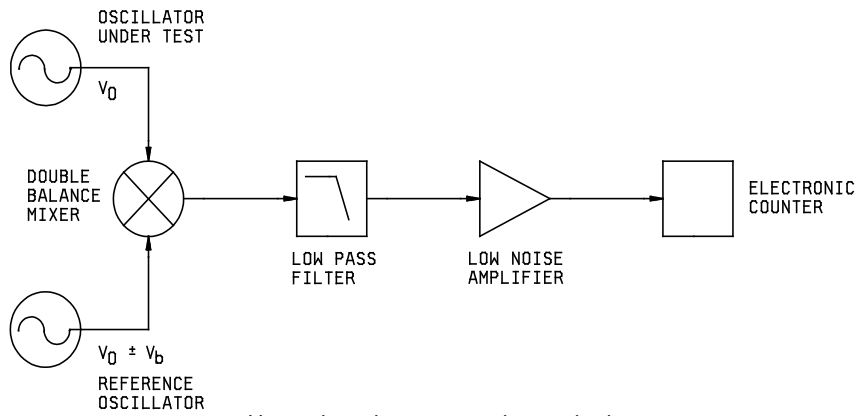 OSCILLATOR
UNDER TEST
V0
DOUBLE
BALANCE
MIXER
LOW PASS
FILTER
LOW NOISE
AMPLIFIER
ELECTRONIC
COUNTER
V0 ± Vb
REFERENCE
OSCILLATOR